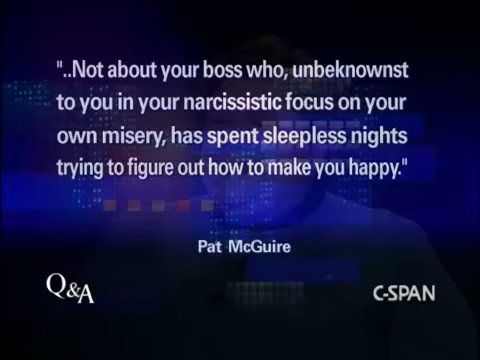 "..Not about your boss who, unbeknownst
to you in your narcissistic focus on your
own misery, has spent sleepless nights
trying to figure out how to make you happy."
Pat McGuire
Q&A
C-SPAN